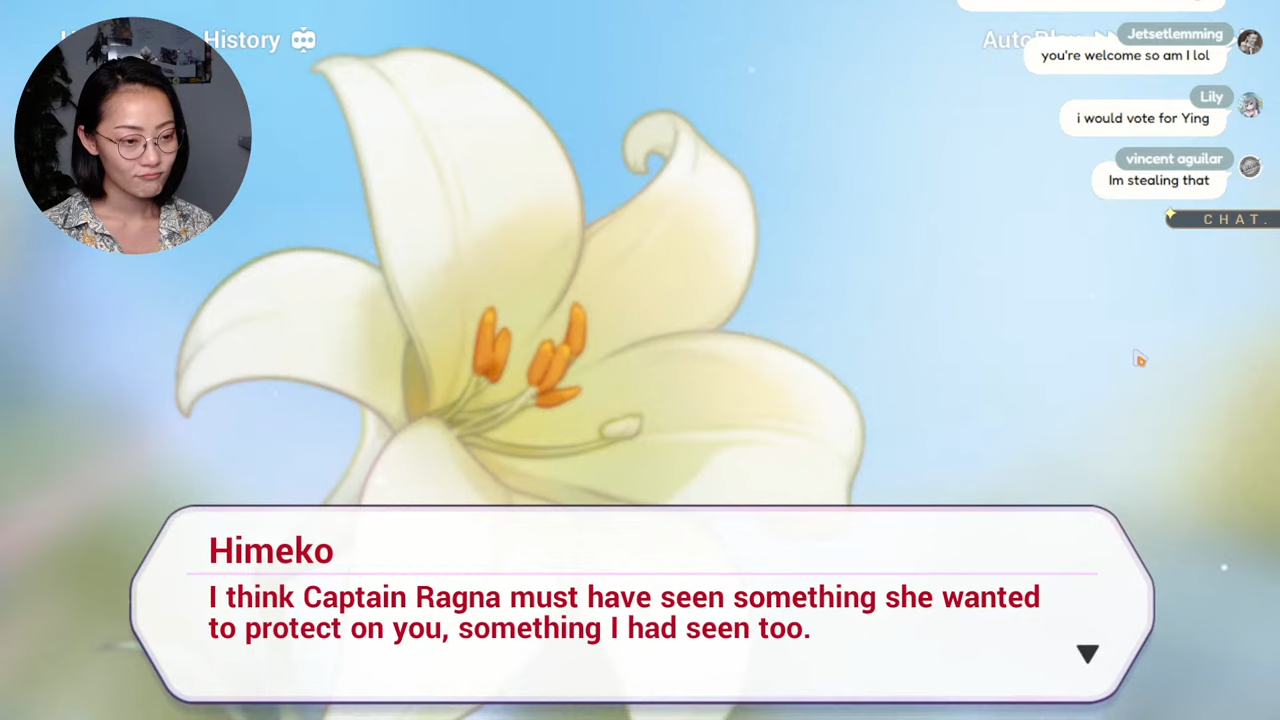 History
Auto
Jetsetlemming
you're welcome so am I lol
Lily
i would vote for Ying
vincent aguilar
Im stealing that
CHAT.
Himeko
I think Captain Ragna must have seen something she wanted
to protect on you, something I had seen too.